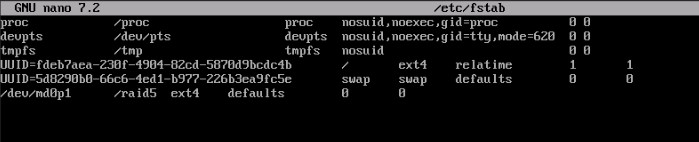 GNU nano 7.2 /etc/fstab
proc /proc proc nosuid,noexec,gid=proc 0 0
devpts /dev/pts devpts nosuid,noexec,gid=tty,mode=620 0 0
tmpfs /tmp tmpfs nosuid 0 0
UUID=fdeb7aea-230f-4904-82cd-5870d9bcdc4b / ext4 relatime 1 1
UUID=5d8290b0-66c6-4ed1-b977-226b3ea9fc5e swap swap defaults 0 0
/dev/md0p1 /raid5 ext4 defaults 0 0